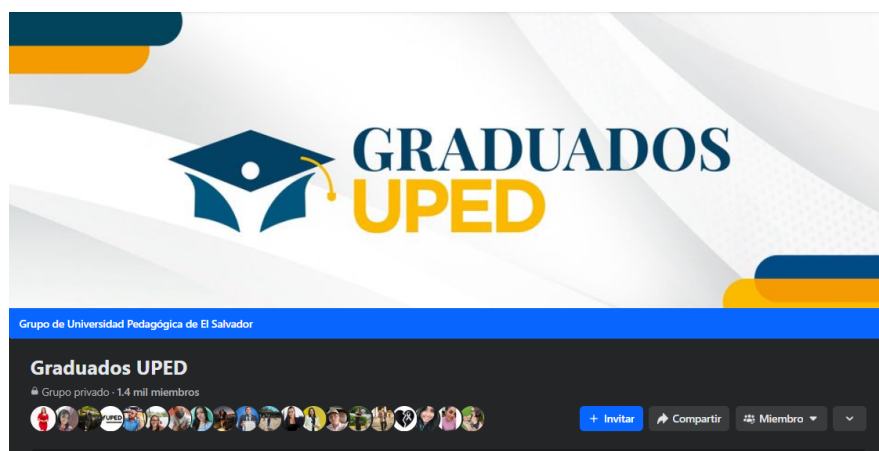 GRADUADOS
UPED
Grupo de Universidad Pedagógica de El Salvador
Graduados UPED
Grupo privado · 1.4 mil miembros
UPED
+ Invitar
Compartir
Miembro